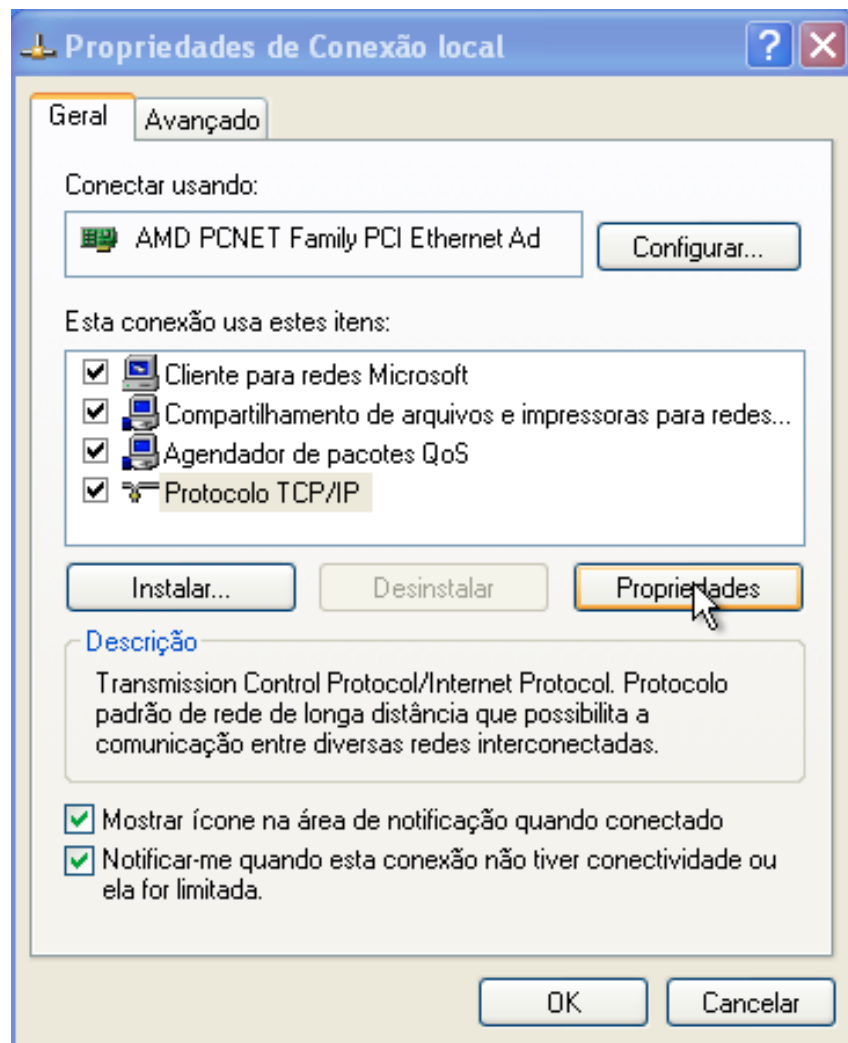 Propriedades de Conexão local
Geral
Avançado
Conectar usando:
AMD PCNET Family PCI Ethernet Ad
Configurar...
Esta conexão usa estes itens:
Cliente para redes Microsoft
Compartilhamento de arquivos e impressoras para redes...
Agendador de pacotes QoS
Protocolo TCP/IP
Instalar...
Desinstalar
Propriedades
Descrição
Transmission Control Protocol/Internet Protocol. Protocolo
padrão de rede de longa distância que possibilita a
comunicação entre diversas redes interconectadas.
Mostrar ícone na área de notificação quando conectado
Notificar-me quando esta conexão não tiver conectividade ou
ela for limitada.
OK
Cancelar